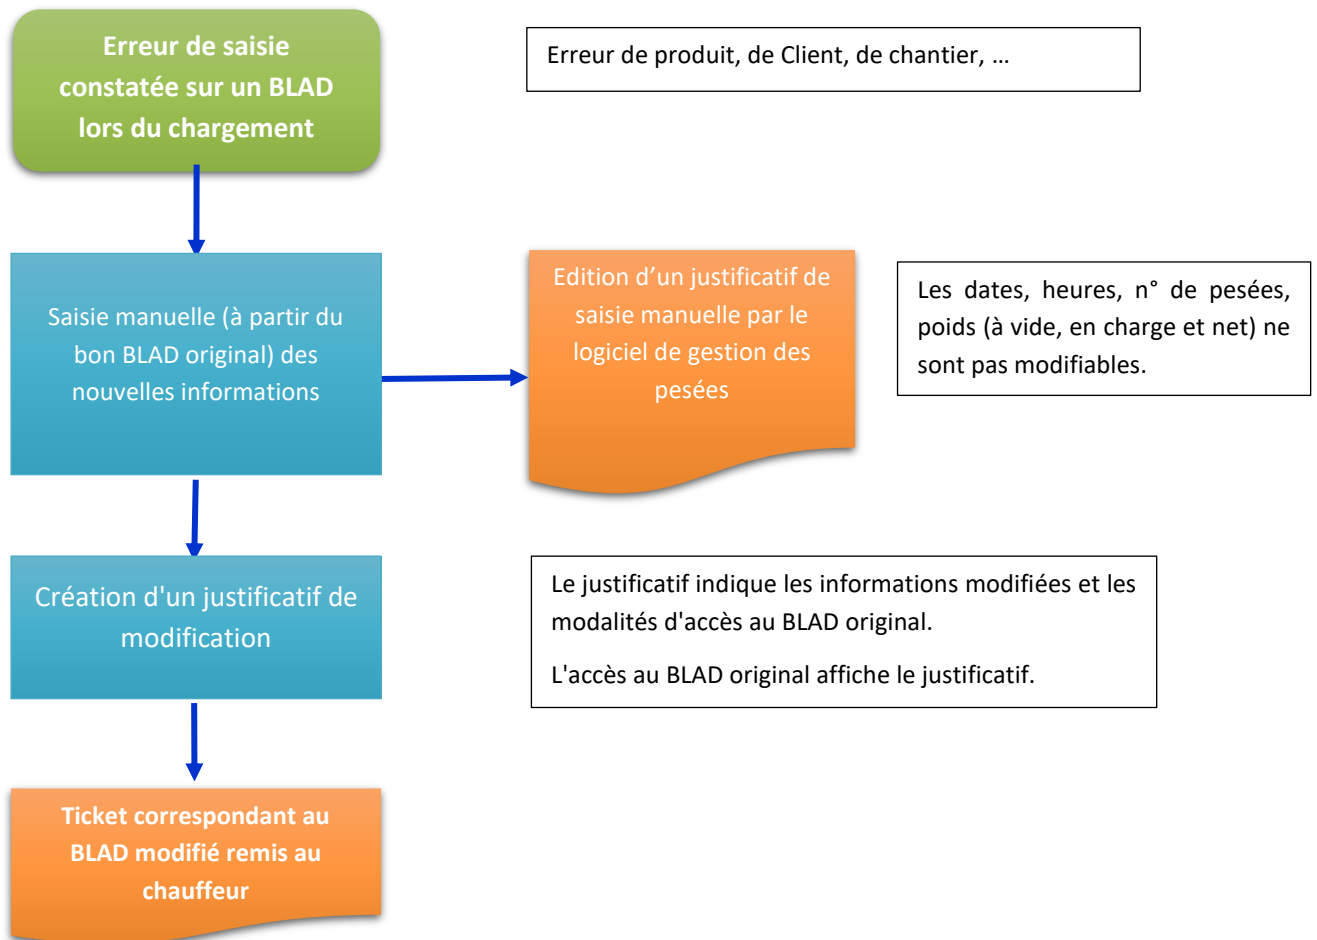 Erreur de saisie
constatée sur un BLAD
lors du chargement
Erreur de produit, de Client, de chantier, ...
Saisie manuelle (à partir du
bon BLAD original) des
nouvelles informations
Edition d’un justificatif de
saisie manuelle par le
logiciel de gestion des
pesées
Les dates, heures, n° de pesées,
poids (à vide, en charge et net) ne
sont pas modifiables.
Création d'un justificatif de
modification
Le justificatif indique les informations modifiées et les
modalités d'accès au BLAD original.
L'accès au BLAD original affiche le justificatif.
Ticket correspondant au
BLAD modifié remis au
chauffeur